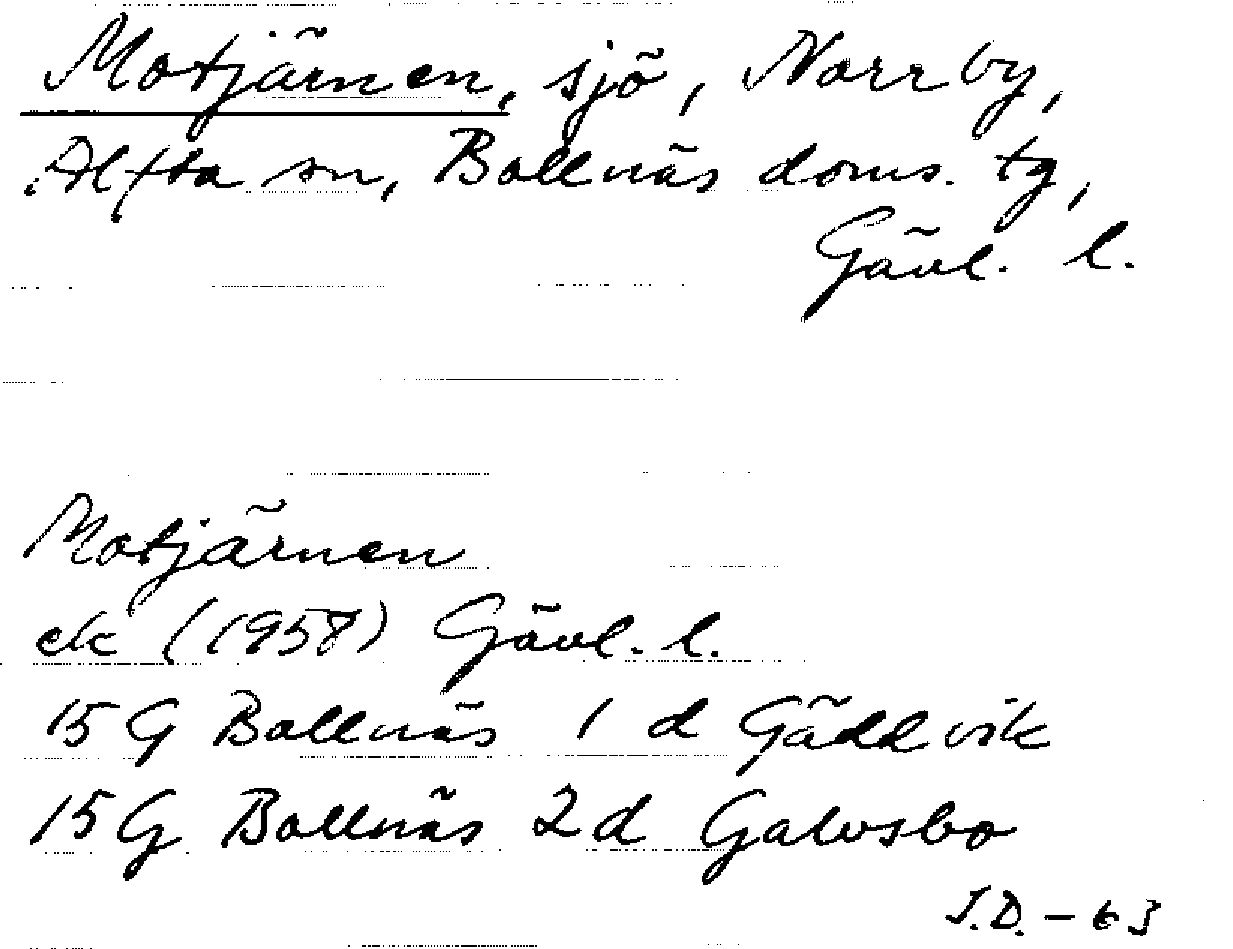 Motjärnen, sjö, Norrby,
Alfta sn, Bollnäs doms. tg,
Gävl. l.
Motjärnen
ek (1957) Gävl. l.
15 G Bollnäs 1 d Gäddvik
15 G Bollnäs 2 d Galvsbo
J.D. - 63